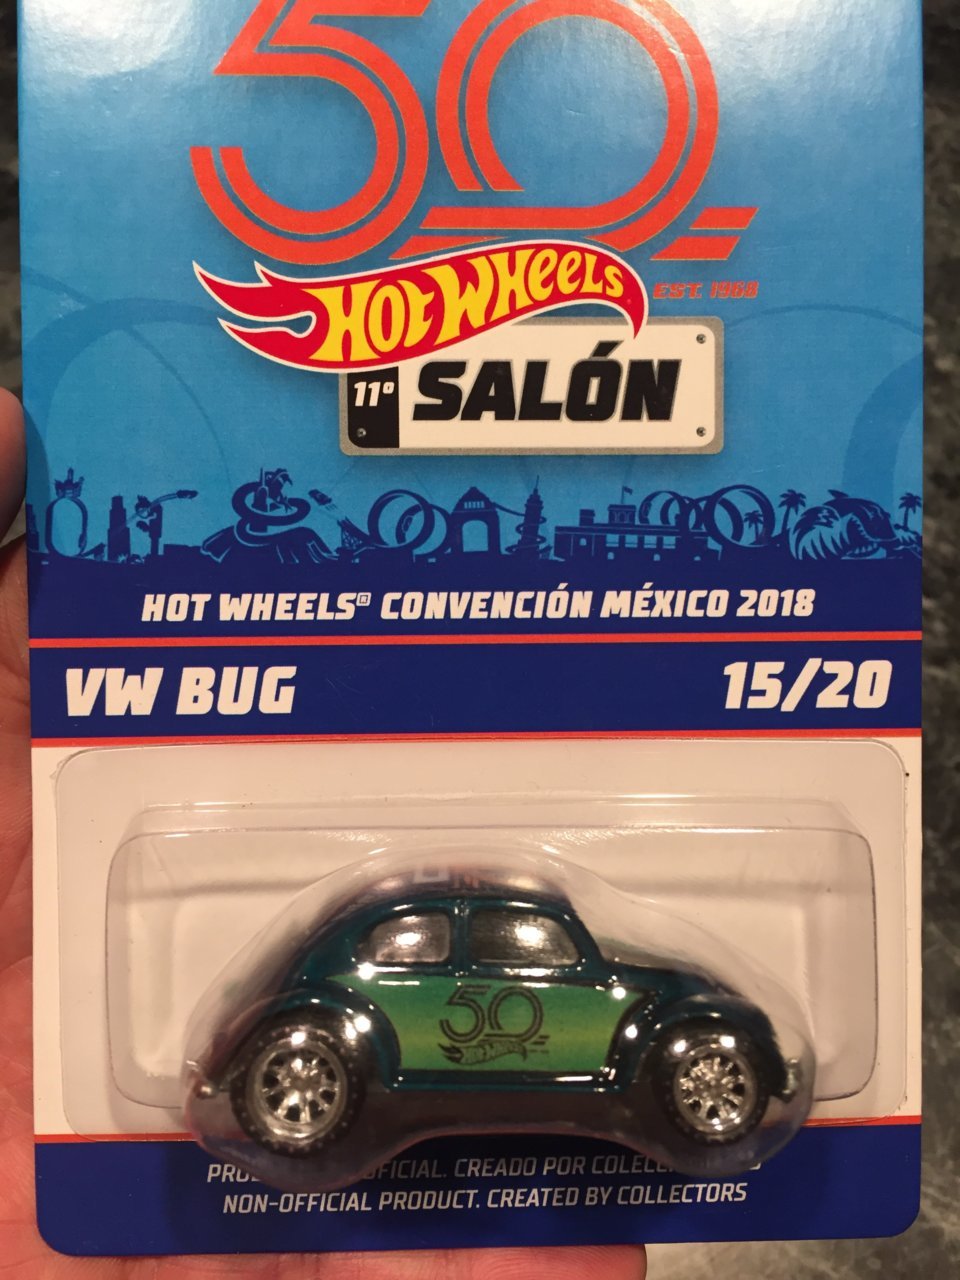 50
HOT WHEELS
EST. 1968
11° SALÓN
HOT WHEELS® CONVENCIÓN MÉXICO 2018
VW BUG 15/20
50
HOT WHEELS
CREADO POR
NON-OFFICIAL PRODUCT. CREATED BY COLLECTORS